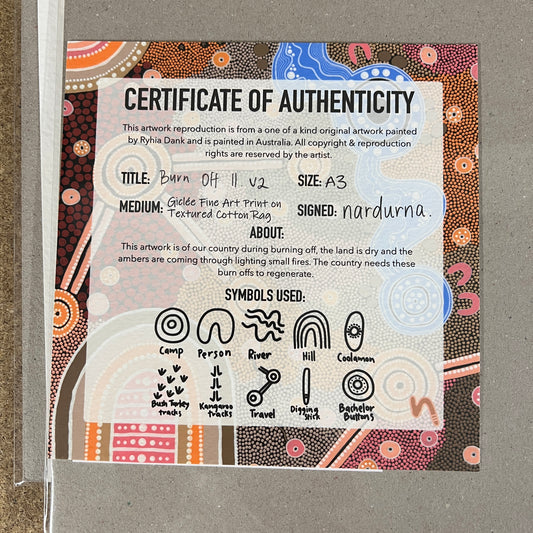 CERTIFICATE OF AUTHENTICITY
This artwork reproduction is from a one of a kind original artwork painted
by Ryhia Dank and is painted in Australia. All copyright & reproduction
rights are reserved by the artist.
TITLE: Burn Off II V2 SIZE: A3
MEDIUM: Giclée Fine Art Print on
Textured Cotton Rag
SIGNED: nardurna.
ABOUT:
This artwork is of our country during burning off, the land is dry and the
ambers are coming through lighting small fires. The country needs these
burn offs to regenerate.
SYMBOLS USED:
Camp Person River Hill Coolamon
Bush Turkey
tracks
Kangaroo
tracks
Travel
Digging
Stick
Bachelor
Buttons
n